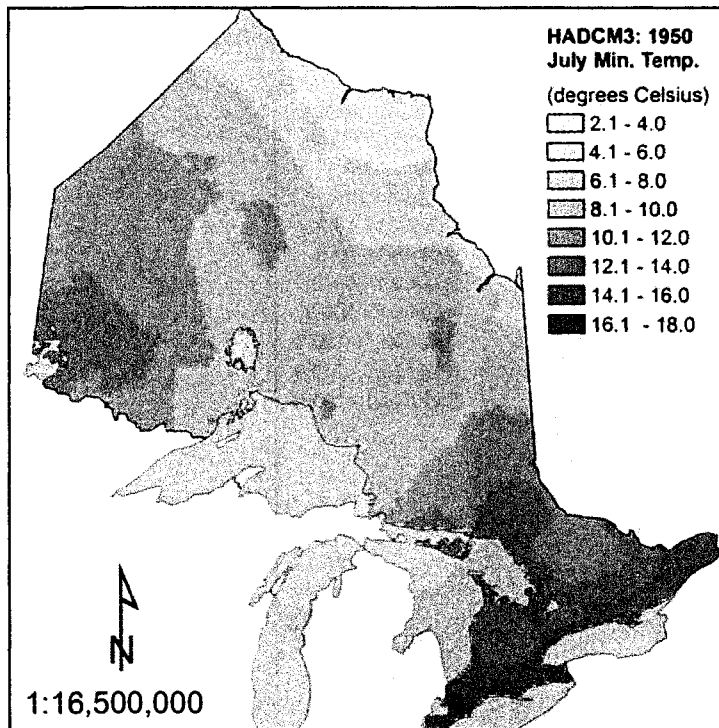 HADCM3: 1950
July Min. Temp.
(degrees Celsius)
2.1 - 4.0
4.1 - 6.0
6.1 - 8.0
8.1 - 10.0
10.1 - 12.0
12.1 - 14.0
14.1 - 16.0
16.1 - 18.0
N
1:16,500,000